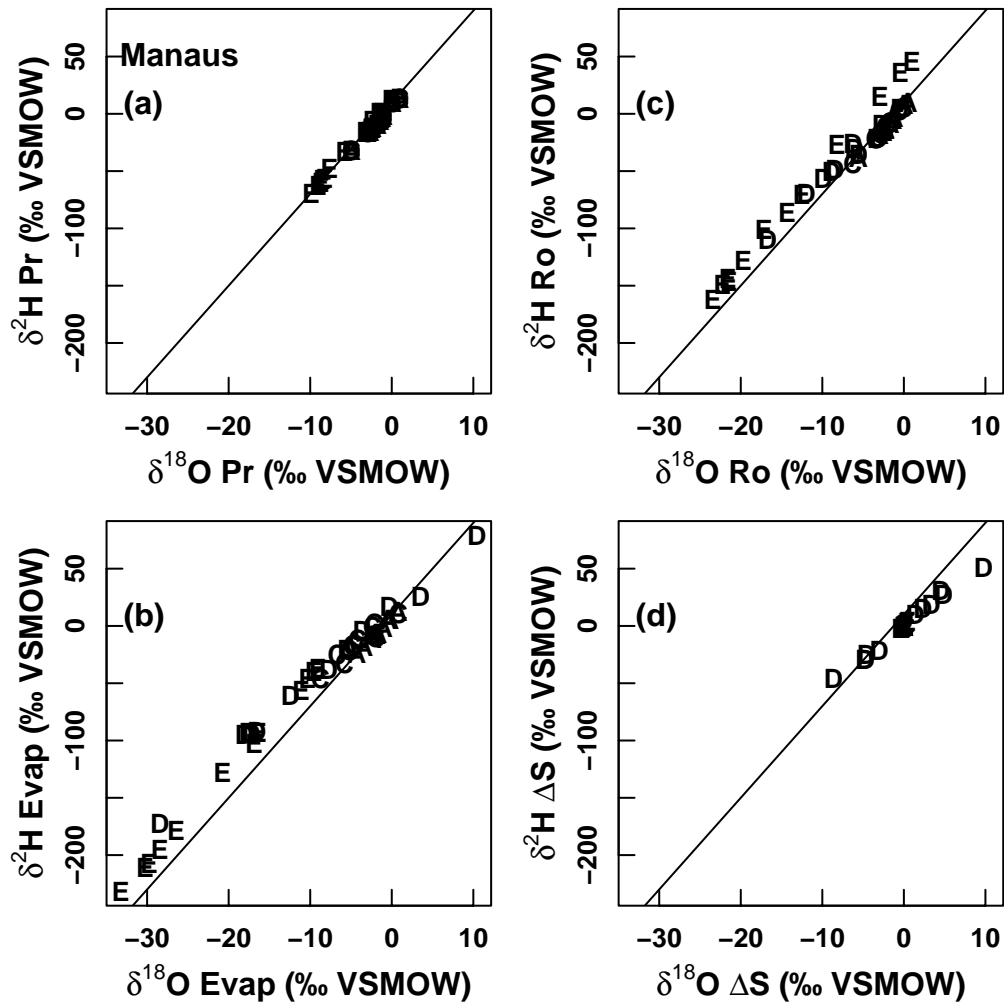 Manaus
(a)
50
0
−100
−200
δ²H Pr (‰ VSMOW)
−30 −20 −10 0 10
δ¹⁸O Pr (‰ VSMOW)
(c)
50
0
−100
−200
δ²H Ro (‰ VSMOW)
−30 −20 −10 0 10
δ¹⁸O Ro (‰ VSMOW)
(b)
50
0
−100
−200
δ²H Evap (‰ VSMOW)
−30 −20 −10 0 10
δ¹⁸O Evap (‰ VSMOW)
(d)
50
0
−100
−200
δ²H ΔS (‰ VSMOW)
−30 −20 −10 0 10
δ¹⁸O ΔS (‰ VSMOW)